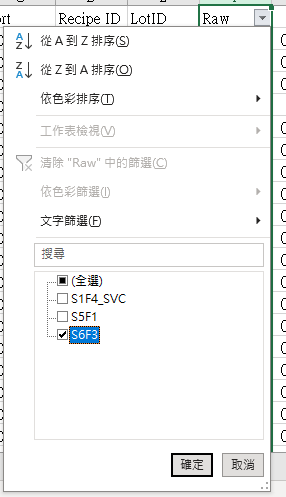 ort Recipe ID LotID Raw
從 A 到 Z 排序(S)
從 Z 到 A 排序(O)
依色彩排序(T)
工作表檢視(V)
清除 "Raw" 中的篩選(C)
依色彩篩選(I)
文字篩選(F)
搜尋
(全選)
S1F4_SVC
S5F1
S6F3
確定 取消